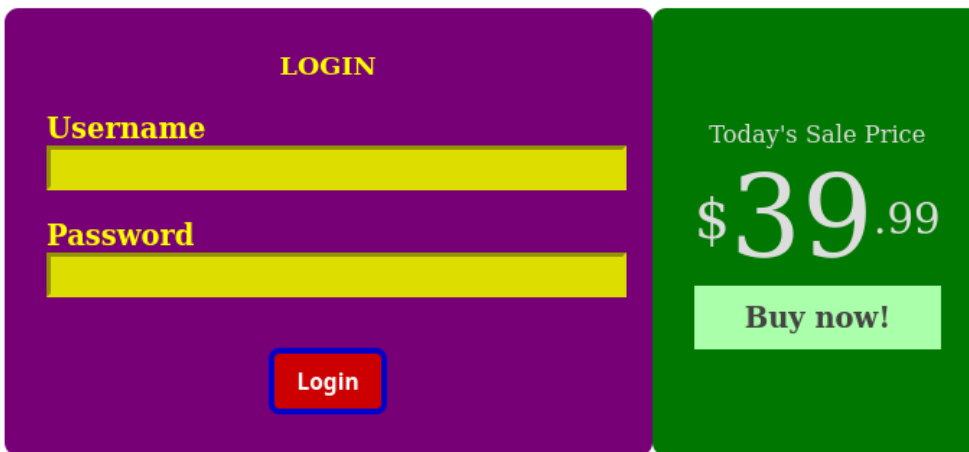 LOGIN
Username
Password
Login
Today's Sale Price
$39.99
Buy now!